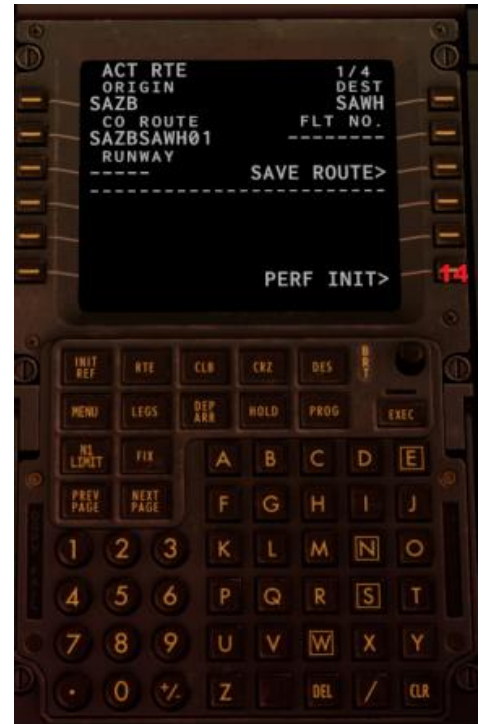 ACT RTE 1/4
ORIGIN DEST
SAZB SAWH
CO ROUTE FLT NO.
SAZBSAWH01 --------
RUNWAY
----- SAVE ROUTE>
------------------------
PERF INIT>
14
INIT REF RTE CLB CRZ DES BRT
MENU LEGS DEP ARR HOLD PROG EXEC
N1 LIMIT FIX A B C D E
PREV PAGE NEXT PAGE F G H I J
1 2 3 K L M N O
4 5 6 P Q R S T
7 8 9 U V W X Y
. 0 +/- Z DEL / CLR